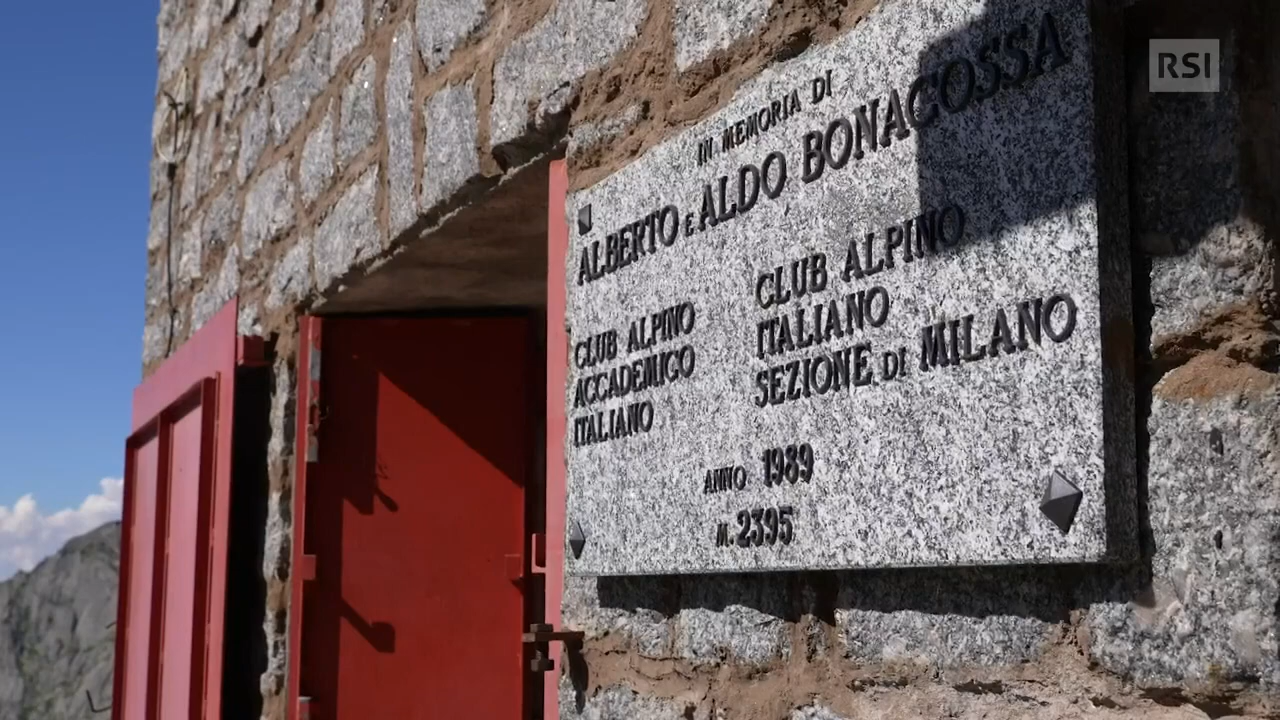 RSI
IN MEMORIA DI
ALBERTO E ALDO BONACOSSA
CLUB ALPINO
ACCADEMICO
ITALIANO
CLUB ALPINO
ITALIANO
SEZIONE DI MILANO
ANNO 1989
M. 2395